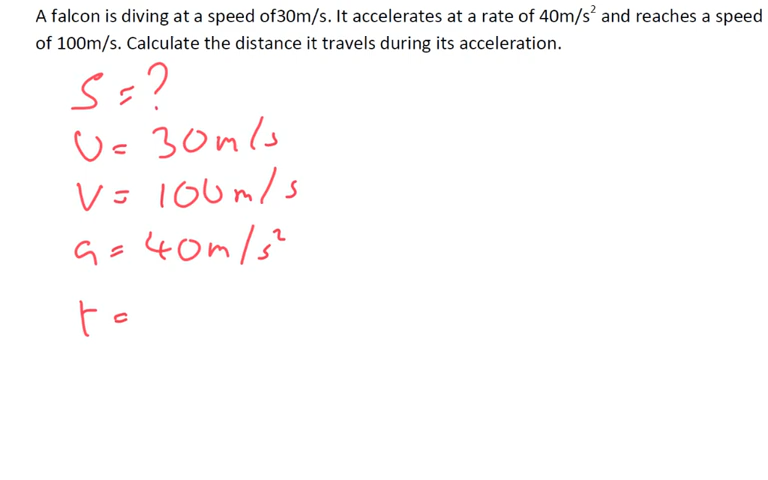 A falcon is diving at a speed of30m/s. It accelerates at a rate of 40m/s² and reaches a speed
of 100m/s. Calculate the distance it travels during its acceleration.
S = ?
U = 30m/s
V = 100m/s
a = 40m/s²
t =